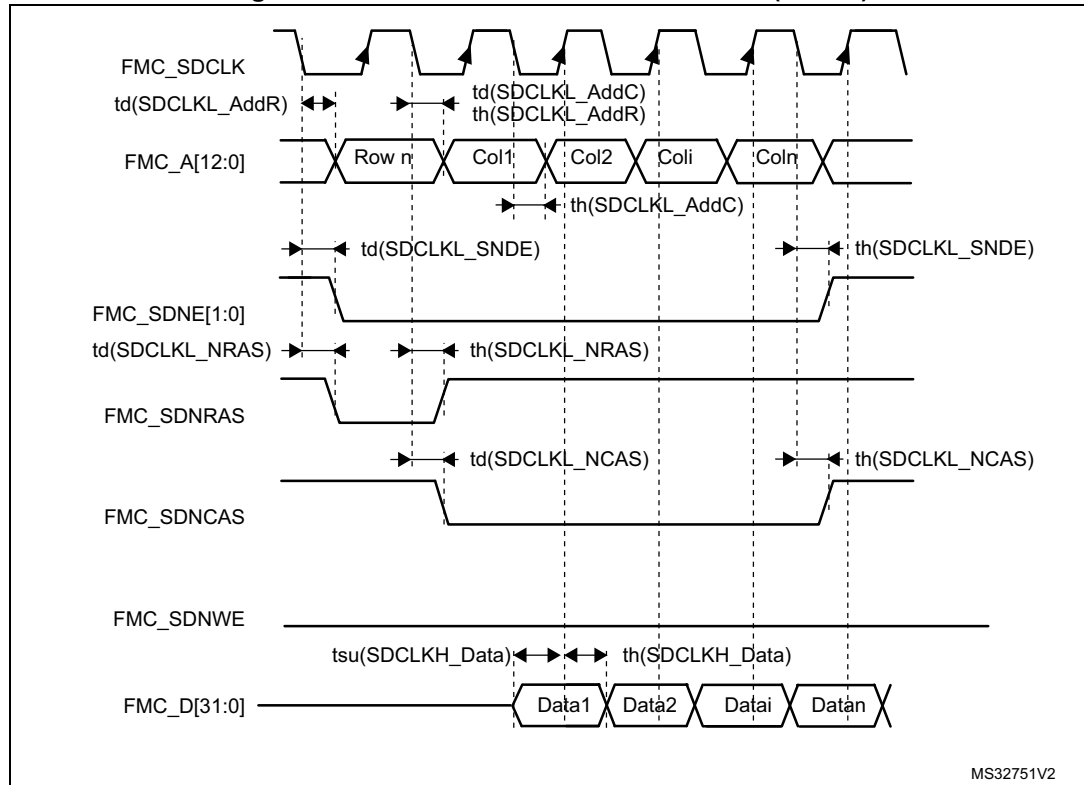 FMC_SDCLK
td(SDCLKL_AddR)
td(SDCLKL_AddC)
th(SDCLKL_AddR)
FMC_A[12:0]
Row n
Col1
Col2
Coli
Coln
th(SDCLKL_AddC)
td(SDCLKL_SNDE)
th(SDCLKL_SNDE)
FMC_SDNE[1:0]
td(SDCLKL_NRAS)
th(SDCLKL_NRAS)
FMC_SDNRAS
td(SDCLKL_NCAS)
th(SDCLKL_NCAS)
FMC_SDNCAS
FMC_SDNWE
tsu(SDCLKH_Data)
th(SDCLKH_Data)
FMC_D[31:0]
Data1
Data2
Datai
Datan
MS32751V2